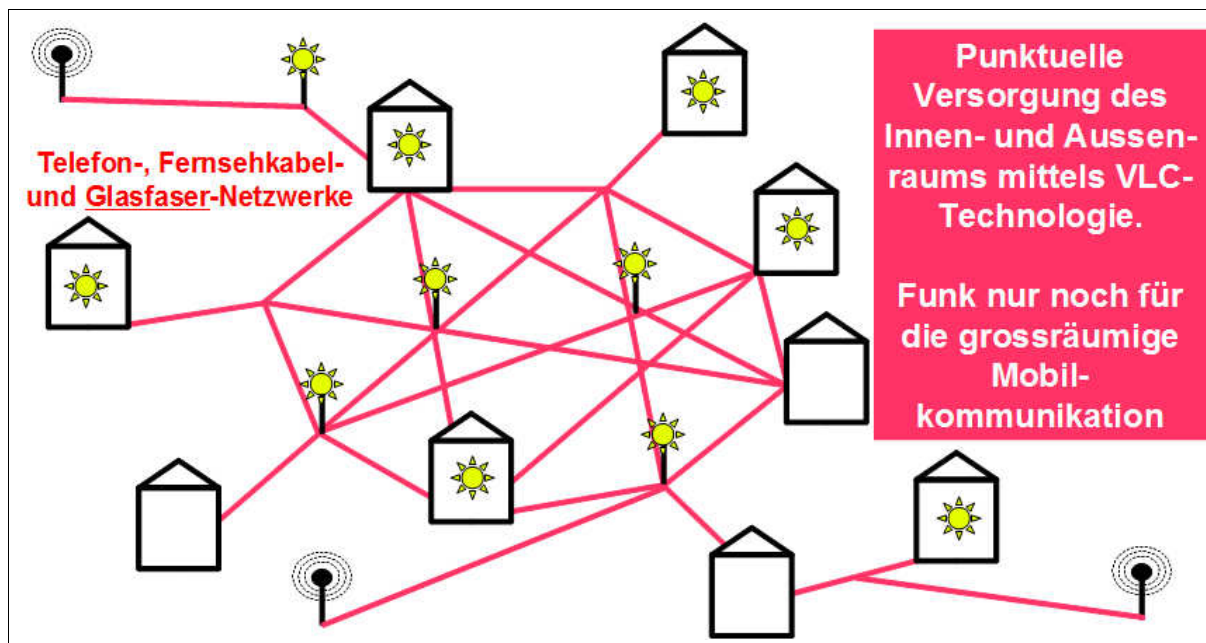 Telefon-, Fernsehkabel-
und Glasfaser-Netzwerke
Punktuelle
Versorgung des
Innen- und Aussen-
raums mittels VLC-
Technologie.
Funk nur noch für
die grossräumige
Mobil-
kommunikation